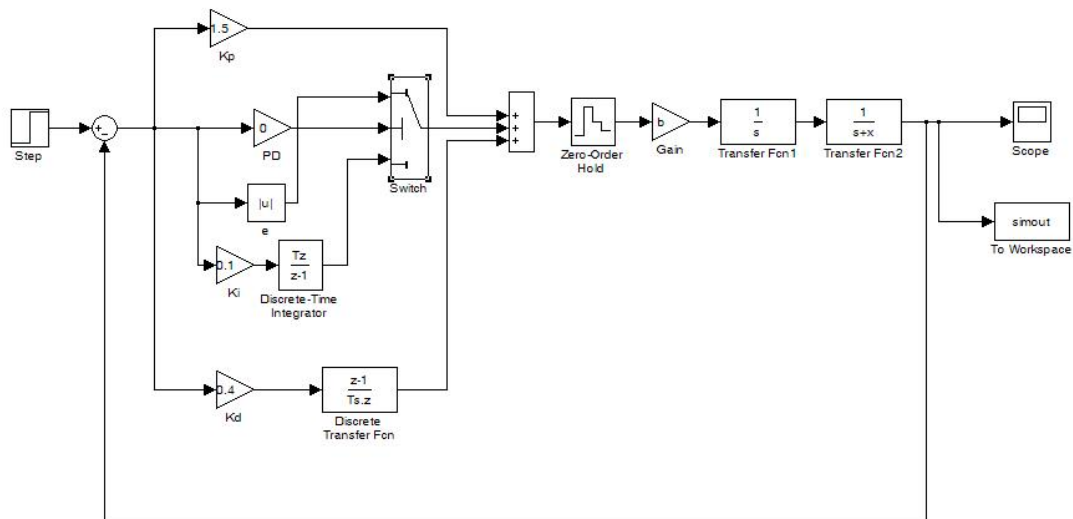 1.5
Kp
Step
+
−
0
PD
Switch
|u|
e
0.1
Ki
Tz
z-1
Discrete-Time
Integrator
0.4
Kd
z-1
Ts.z
Discrete
Transfer Fcn
+
+
+
Zero-Order
Hold
b
Gain
1
s
Transfer Fcn1
1
s+x
Transfer Fcn2
Scope
simout
To Workspace